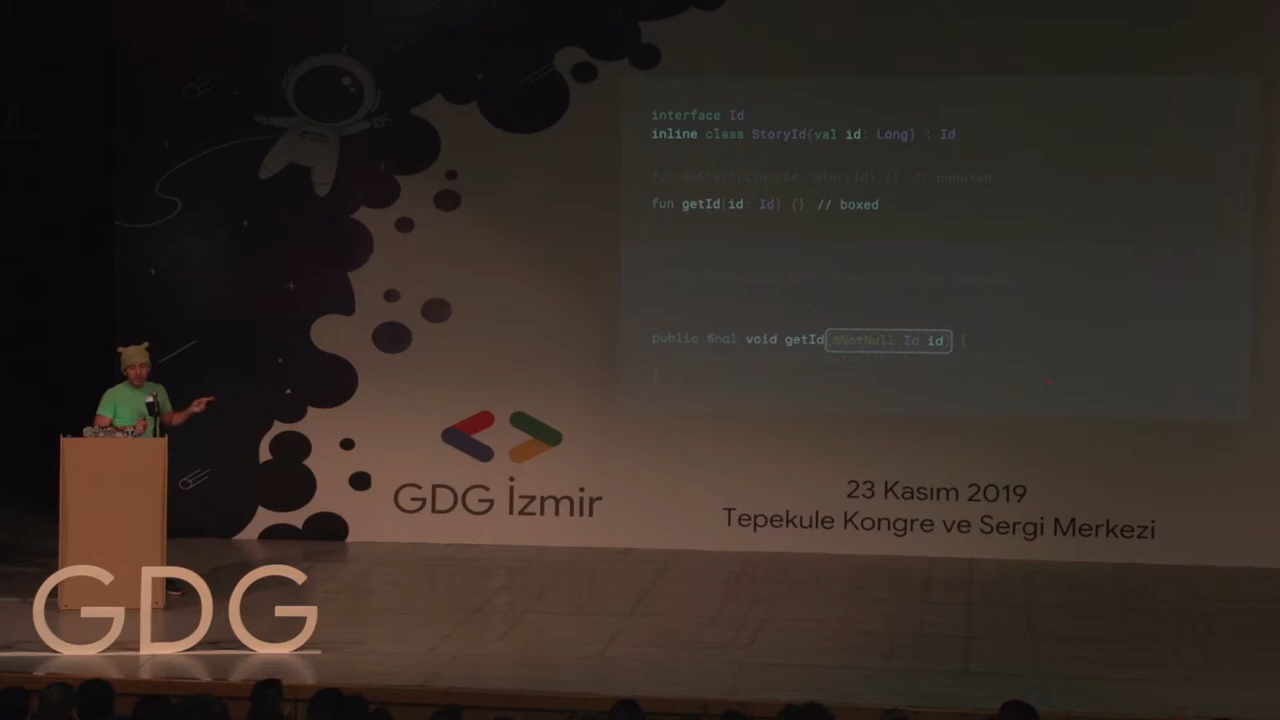 interface Id
inline class StoryId(val id: Long) : Id
fun getId(id: Id) {} // boxed
public final void getId(@NotNull Id id) {
}
GDG İzmir
23 Kasım 2019
Tepekule Kongre ve Sergi Merkezi
GDG